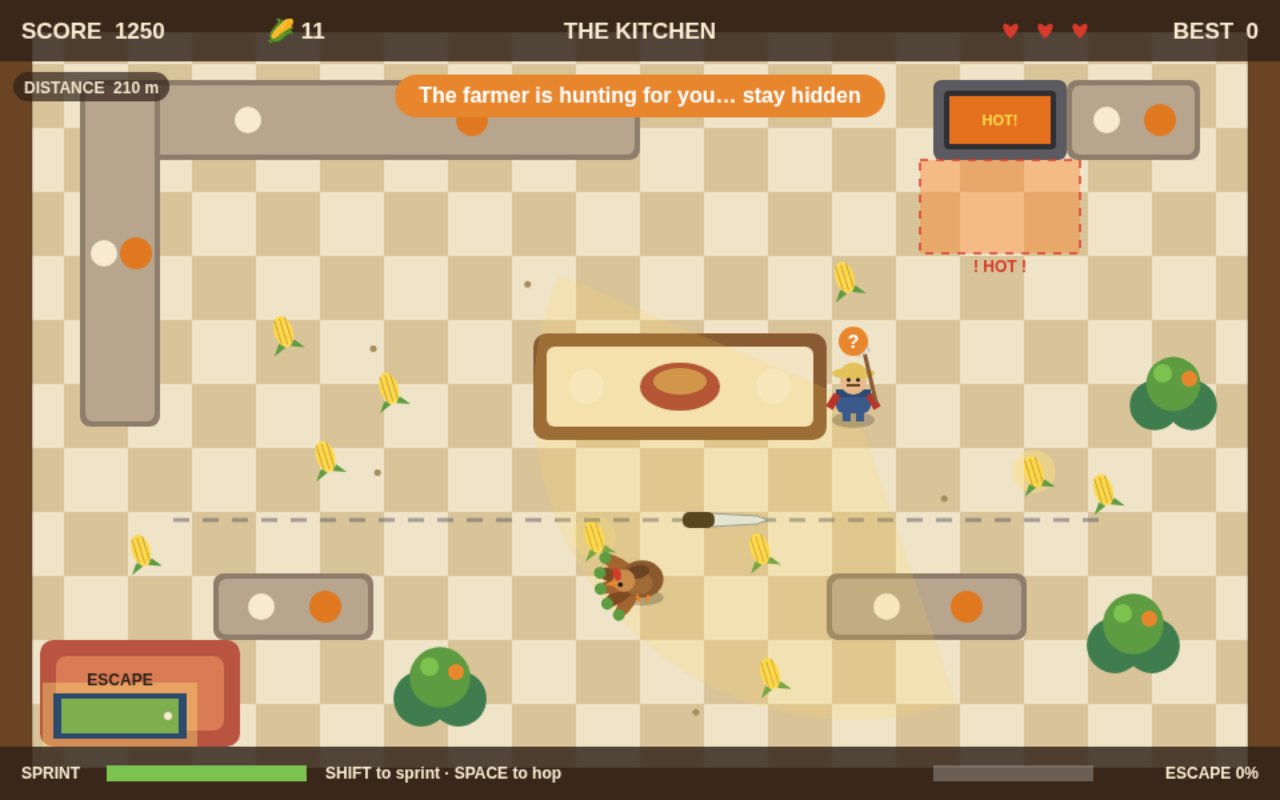 SCORE 1250
11
THE KITCHEN
BEST 0
DISTANCE 210 m
The farmer is hunting for you... stay hidden
HOT!
! HOT !
?
ESCAPE
SPRINT
SHIFT to sprint · SPACE to hop
ESCAPE 0%